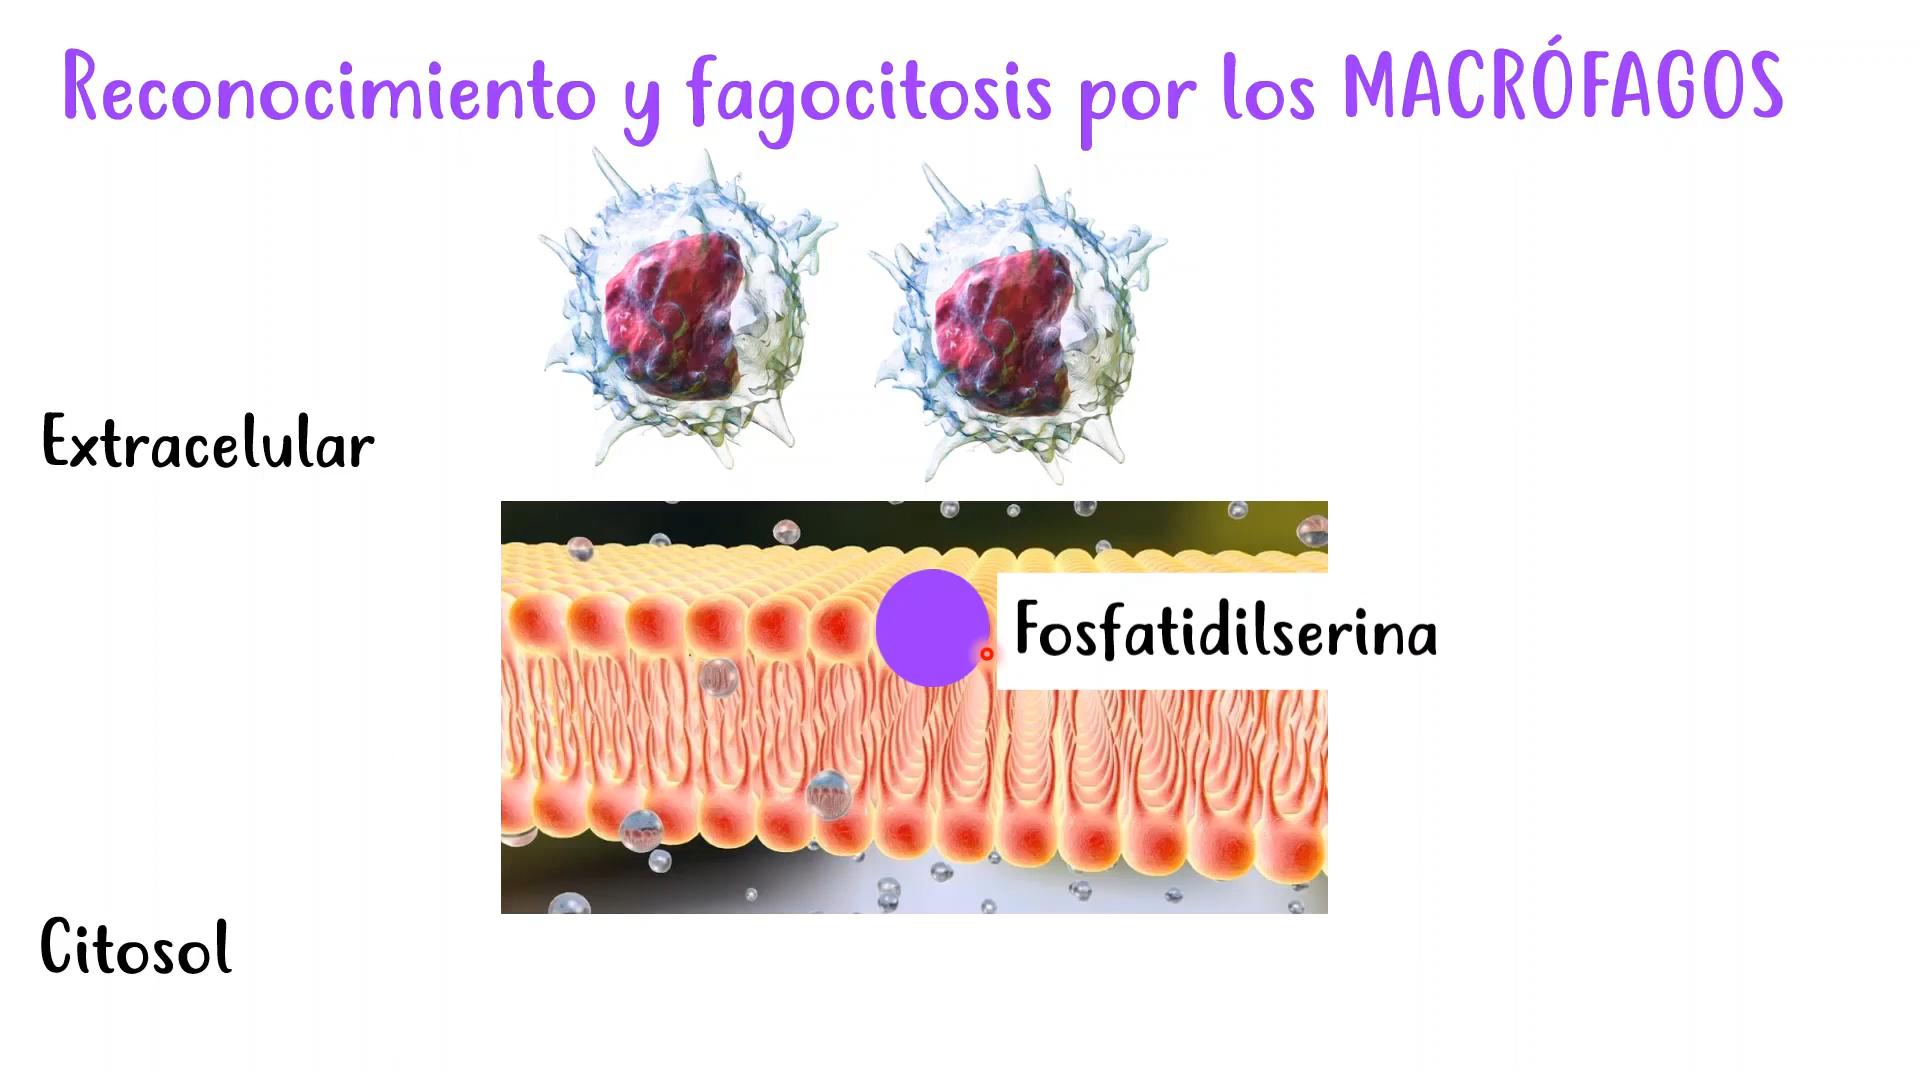 Reconocimiento y fagocitosis por los MACRÓFAGOS
Extracelular
Fosfatidilserina
Citosol